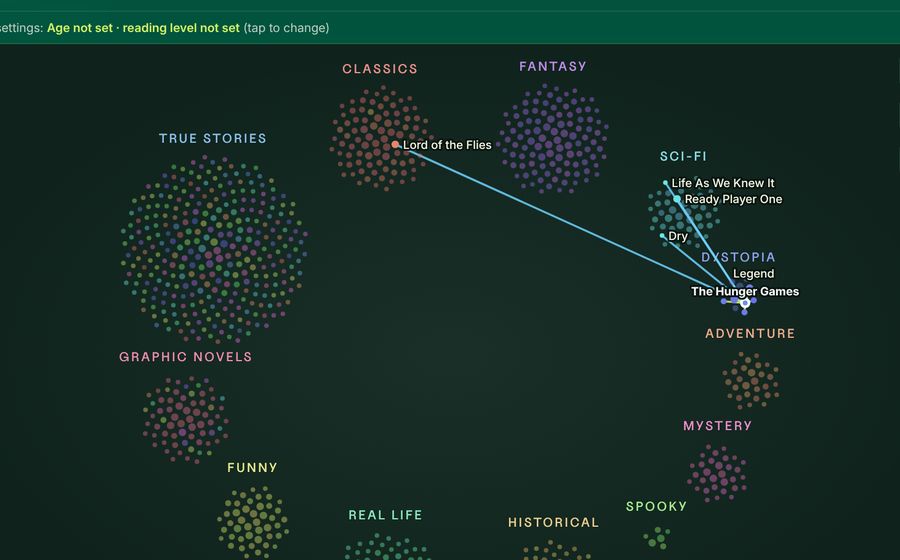 settings: Age not set · reading level not set (tap to change)
CLASSICS
FANTASY
TRUE STORIES
Lord of the Flies
SCI-FI
Life As We Knew It
Ready Player One
Dry
DYSTOPIA
Legend
The Hunger Games
ADVENTURE
GRAPHIC NOVELS
MYSTERY
FUNNY
SPOOKY
REAL LIFE
HISTORICAL